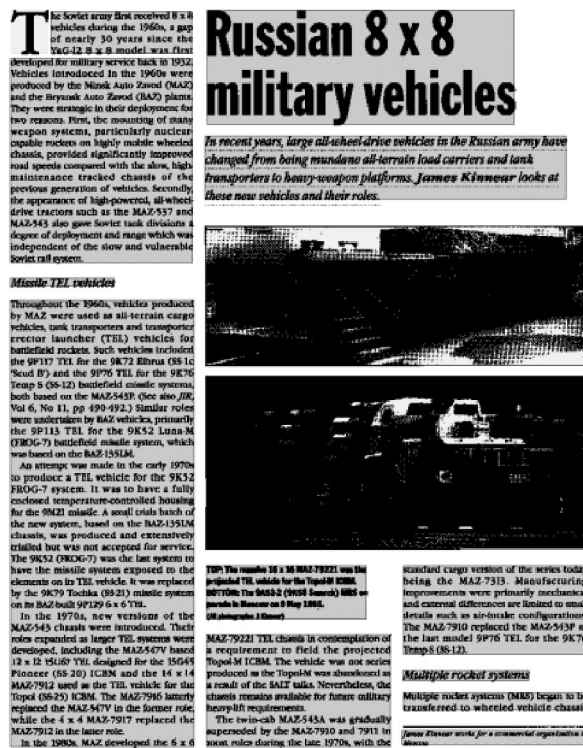 The Soviet army first received 8 x 8
vehicles during the 1960s, a gap
of nearly 30 years since the
YaG-12 8 x 8 model was first
developed for military service back in 1932.
Vehicles introduced in the 1960s were
produced by the Minsk Auto Zavod (MAZ)
and the Bryansk Auto Zavod (BAZ) plants.
They were strategic in their deployment for
two reasons. First, the mounting of many
weapon systems, particularly nuclear
capable rockets on highly mobile wheeled
chassis, provided significantly improved
road speeds compared with the slow, high-
maintenance tracked chassis of the
previous generation of vehicles. Secondly,
the appearance of high-powered, all-wheel-
drive tractors such as the MAZ-537 and
MAZ-543 also gave Soviet tank divisions a
degree of deployment and range which was
independent of the slow and vulnerable
Soviet rail system.
Missile TEL vehicles
Throughout the 1960s, vehicles produced
by MAZ were used as all-terrain cargo
vehicles, tank transporters and transporter
erector launcher (TEL) vehicles for
battlefield rockets. Such vehicles included
the 9P117 TEL for the 9K72 Elbrus (SS-1c
'Scud B') and the 9P76 TEL for the 9K76
Temp S (SS-12) battlefield missile systems,
both based on the MAZ-543P. (See also JIR,
Vol 6, No 11, pp 490-492.) Similar roles
were undertaken by BAZ vehicles, primarily
the 9P113 TEL for the 9K52 Luna-M
(FROG-7) battlefield missile system, which
was based on the BAZ-135LM.
An attempt was made in the early 1970s
to produce a TEL vehicle for the 9K52
FROG-7 system. It was to have a fully
enclosed temperature-controlled housing
for the 9M21 missile. A small trials batch of
the new system, based on the BAZ-135LM
chassis, was produced and extensively
trialled but was not accepted for service.
The 9K52 (FROG-7) was the last system to
have the missile system exposed to the
elements on its TEL vehicle. It was replaced
by the 9K79 Tochka (SS-21) missile system
on its BAZ-built 9P129 6 x 6 TEL.
In the 1970s, new versions of the
MAZ-543 chassis were introduced. Their
roles expanded as larger TEL systems were
developed, including the MAZ-547V based
12 x 12 15U67 TEL designed for the 15G45
Pioneer (SS-20) ICBM and the 14 x 14
MAZ-7912 used as the TEL vehicle for the
Topol (SS-25) ICBM. The MAZ-7916 latterly
replaced the MAZ-547V in the former role,
while the 4 x 4 MAZ-7917 replaced the
MAZ-7912 in the latter role.
In the 1980s, MAZ developed the 6 x 6
Russian 8 x 8
military vehicles
In recent years, large all-wheel-drive vehicles in the Russian army have
changed from being mundane all-terrain load carriers and tank
transporters to heavy-weapon platforms. James Kinnear looks at
these new vehicles and their roles.
TOP: The massive 16 x 16 MAZ-79221 was the
projected TEL vehicle for the Topol-M ICBM.
BOTTOM: The 9A52-2 (9K58 Smerch) MRS on
parade in Moscow on 9 May 1995.
(All photographs: J Kinnear)
MAZ-79221 TEL chassis in contemplation of
a requirement to field the projected
Topol-M ICBM. The vehicle was not series
produced as the Topol-M was abandoned as
a result of the SALT talks. Nevertheless, the
chassis remains available for future military
heavy-lift requirements.
The twin-cab MAZ-543A was gradually
superseded by the MAZ-7910 and 7911 in
most roles during the late 1970s, with the
standard cargo version of the series today
being the MAZ-7313. Manufacturing
improvements were primarily mechanical
and external differences are limited to small
details such as air-intake configurations.
The MAZ-7910 replaced the MAZ-543P as
the last model 9P76 TEL for the 9K76
Temp-S (SS-12).
Multiple rocket systems
Multiple rocket systems (MRS) began to be
transferred to wheeled vehicle chassis
James Kinnear works for a commercial organisation in
Moscow.